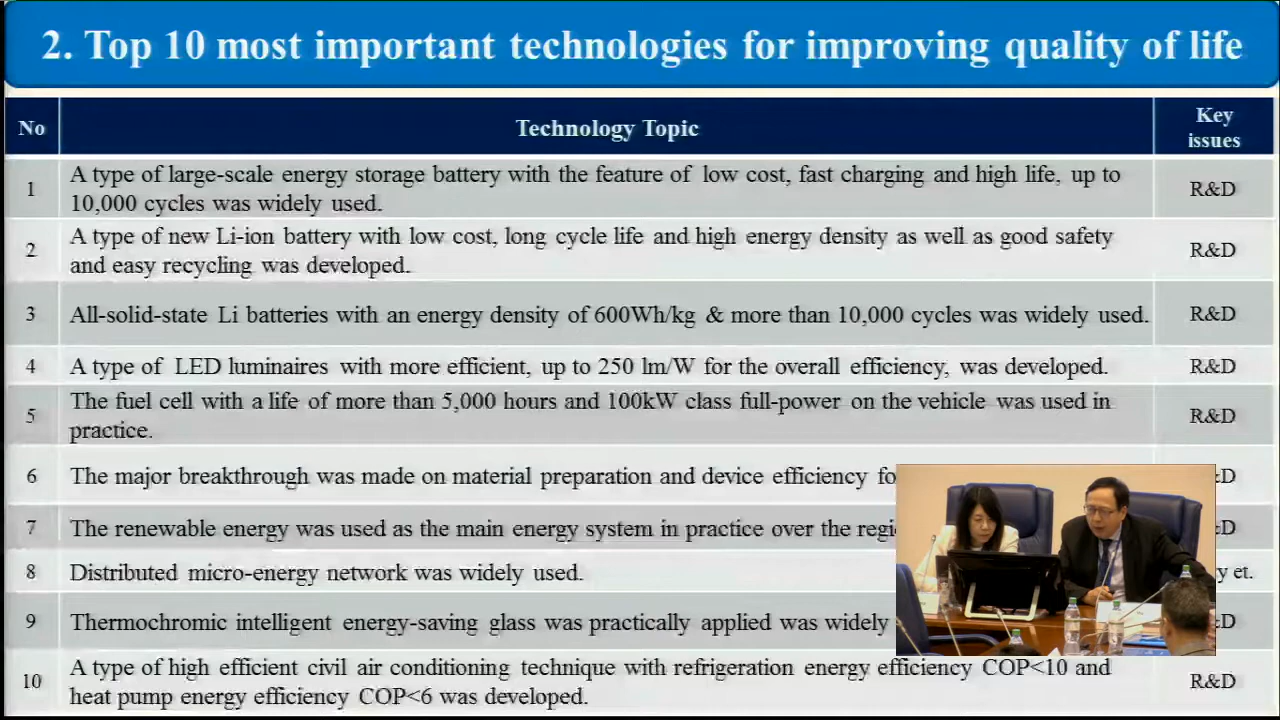 2. Top 10 most important technologies for improving quality of life
No
Technology Topic
Key
issues
1
A type of large-scale energy storage battery with the feature of low cost, fast charging and high life, up to
10,000 cycles was widely used.
R&D
2
A type of new Li-ion battery with low cost, long cycle life and high energy density as well as good safety
and easy recycling was developed.
R&D
3
All-solid-state Li batteries with an energy density of 600Wh/kg & more than 10,000 cycles was widely used.
R&D
4
A type of LED luminaires with more efficient, up to 250 lm/W for the overall efficiency, was developed.
R&D
5
The fuel cell with a life of more than 5,000 hours and 100kW class full-power on the vehicle was used in
practice.
R&D
6
The major breakthrough was made on material preparation and device efficiency
7
The renewable energy was used as the main energy system in practice over the
8
Distributed micro-energy network was widely used.
et.
9
Thermochromic intelligent energy-saving glass was practically applied was widely
10
A type of high efficient civil air conditioning technique with refrigeration energy efficiency COP<10 and
heat pump energy efficiency COP<6 was developed.
R&D